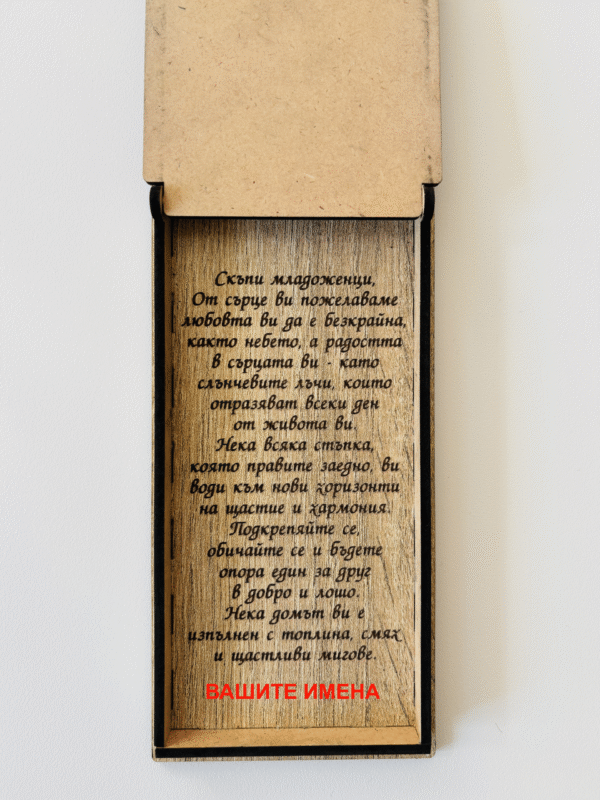 Скъпи младоженци,
От сърце ви пожелаваме
любовта ви да е безкрайна,
както небето, а радостта
в сърцата ви - като
слънчевите лъчи, които
отразяват всеки ден
от живота ви.
Нека всяка стъпка,
която правите заедно, ви
води към нови хоризонти
на щастие и хармония.
Подкрепяйте се,
обичайте се и бъдете
опора един за друг
в добро и лошо.
Нека домът ви е
изпълнен с топлина, смях
и щастливи мигове.
ВАШИТЕ ИМЕНА